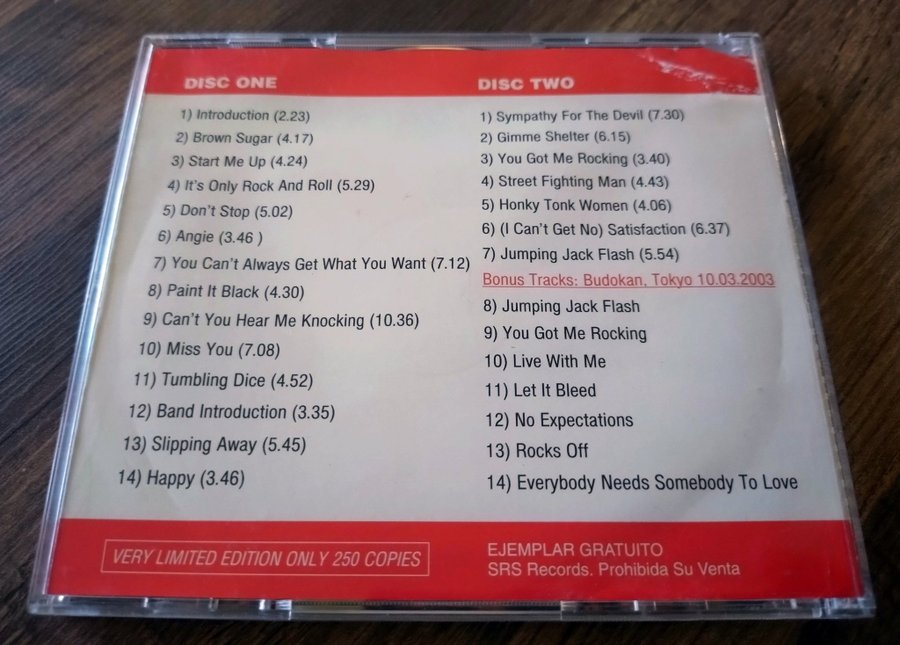 DISC ONE
1) Introduction (2.23)
2) Brown Sugar (4.17)
3) Start Me Up (4.24)
4) It's Only Rock And Roll (5.29)
5) Don't Stop (5.02)
6) Angie (3.46 )
7) You Can't Always Get What You Want (7.12)
8) Paint It Black (4.30)
9) Can't You Hear Me Knocking (10.36)
10) Miss You (7.08)
11) Tumbling Dice (4.52)
12) Band Introduction (3.35)
13) Slipping Away (5.45)
14) Happy (3.46)
DISC TWO
1) Sympathy For The Devil (7.30)
2) Gimme Shelter (6.15)
3) You Got Me Rocking (3.40)
4) Street Fighting Man (4.43)
5) Honky Tonk Women (4.06)
6) (I Can't Get No) Satisfaction (6.37)
7) Jumping Jack Flash (5.54)
Bonus Tracks: Budokan, Tokyo 10.03.2003
8) Jumping Jack Flash
9) You Got Me Rocking
10) Live With Me
11) Let It Bleed
12) No Expectations
13) Rocks Off
14) Everybody Needs Somebody To Love
VERY LIMITED EDITION ONLY 250 COPIES
EJEMPLAR GRATUITO
SRS Records. Prohibida Su Venta